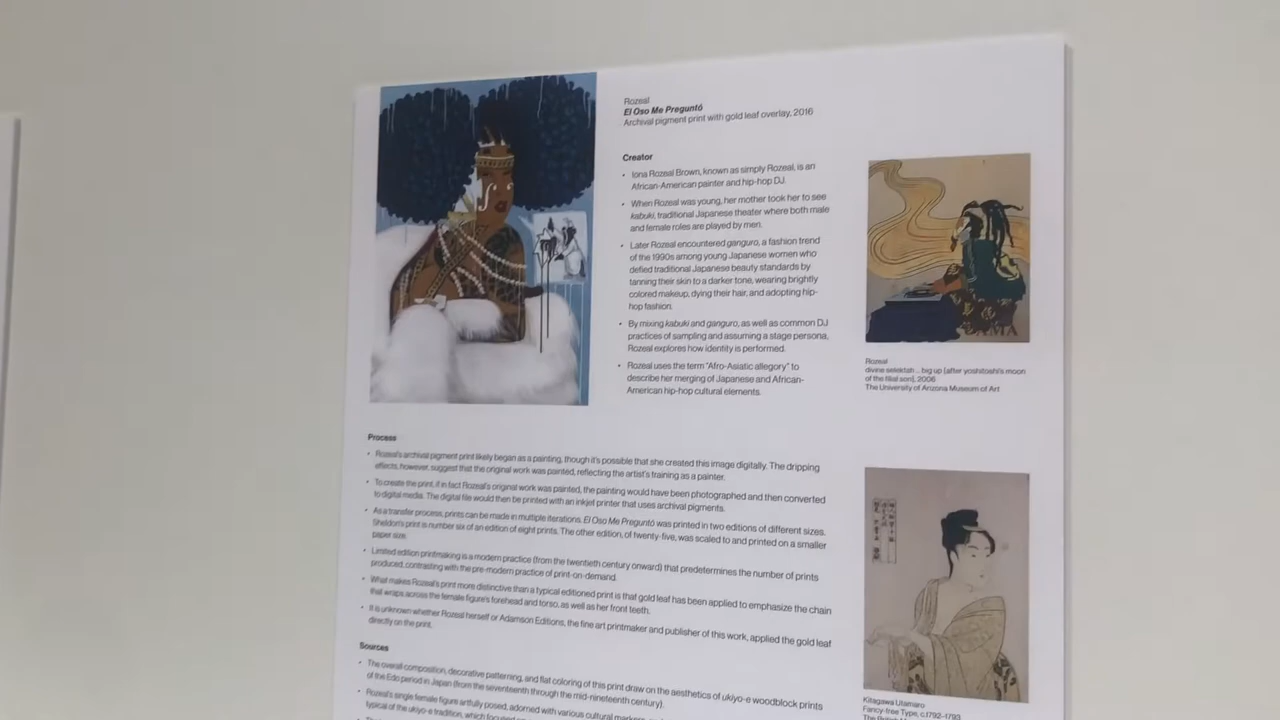 Rozeal
El Oso Me Preguntó
Archival pigment print with gold leaf overlay, 2016
Creator
• Iona Rozeal Brown, known as simply Rozeal, is an
African-American painter and hip-hop DJ.
• When Rozeal was young, her mother took her to see
kabuki, traditional Japanese theater where both male
and female roles are played by men.
• Later Rozeal encountered ganguro, a fashion trend
of the 1990s among young Japanese women who
defied traditional Japanese beauty standards by
tanning their skin to a darker tone, wearing brightly
colored makeup, dying their hair, and adopting hip-
hop fashion.
• By mixing kabuki and ganguro, as well as common DJ
practices of sampling and assuming a stage persona,
Rozeal explores how identity is performed.
• Rozeal uses the term "Afro-Asiatic allegory" to
describe her merging of Japanese and African-
American hip-hop cultural elements.
Rozeal
divine selektah... big up [after yoshitoshi's moon
of the filial son], 2006
The University of Arizona Museum of Art
Process
• Rozeal's archival pigment print likely began as a painting, though it's possible that she created this image digitally. The dripping
effects, however, suggest that the original work was painted, reflecting the artist's training as a painter.
• To create the print, if in fact Rozeal's original work was painted, the painting would have been photographed and then converted
to digital media. The digital file would then be printed with an inkjet printer that uses archival pigments.
• As a transfer process, prints can be made in multiple iterations. El Oso Me Preguntó was printed in two editions of different sizes.
Sheldon's print is number six of an edition of eight prints. The other edition, of twenty-five, was scaled to and printed on a smaller
paper size.
• Limited edition printmaking is a modern practice (from the twentieth century onward) that predetermines the number of prints
produced, contrasting with the pre-modern practice of print-on-demand.
• What makes Rozeal's print more distinctive than a typical editioned print is that gold leaf has been applied to emphasize the chain
that wraps across the female figure's forehead and torso, as well as her front teeth.
• It is unknown whether Rozeal herself or Adamson Editions, the fine art printmaker and publisher of this work, applied the gold leaf
directly on the print.
Sources
• The overall composition, decorative patterning, and flat coloring of this print draw on the aesthetics of ukiyo-e woodblock prints
of the Edo period in Japan (from the seventeenth through the mid-nineteenth century).
• Rozeal's single female figure artfully posed, adorned with various cultural markers
typical of the ukiyo-e tradition, which focused
Kitagawa Utamaro
Fancy-free Type, c.1792–1793
The British